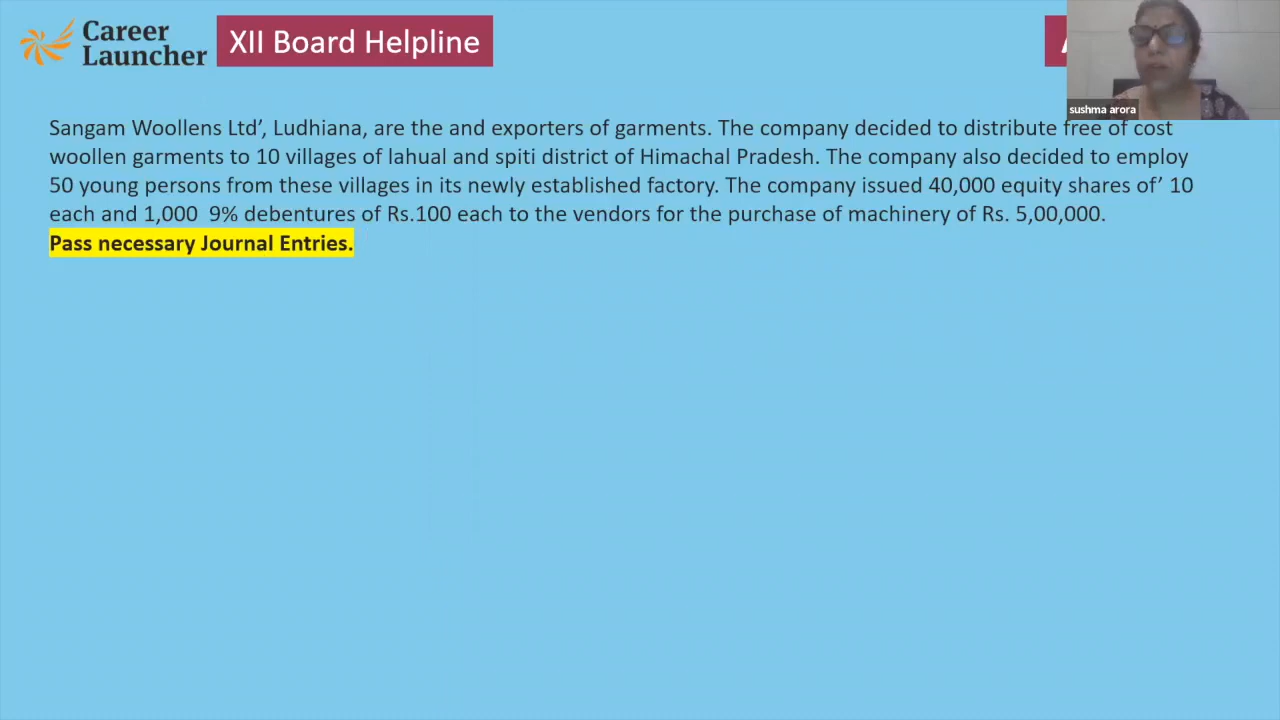 Career
Launcher
XII Board Helpline
sushma arora
Sangam Woollens Ltd’, Ludhiana, are the and exporters of garments. The company decided to distribute free of cost
woollen garments to 10 villages of lahual and spiti district of Himachal Pradesh. The company also decided to employ
50 young persons from these villages in its newly established factory. The company issued 40,000 equity shares of’ 10
each and 1,000 9% debentures of Rs.100 each to the vendors for the purchase of machinery of Rs. 5,00,000.
Pass necessary Journal Entries.